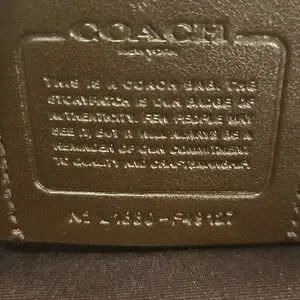 COACH
NEW YORK
THIS IS A COACH BAG. THE
STORYPATCH IS OUR BADGE OF
AUTHENTICITY. FEW PEOPLE MAY
SEE IT, BUT IT WILL ALWAYS BE A
REMINDER OF OUR COMMITMENT
TO QUALITY AND CRAFTSMANSHIP.
No L1880-F49127